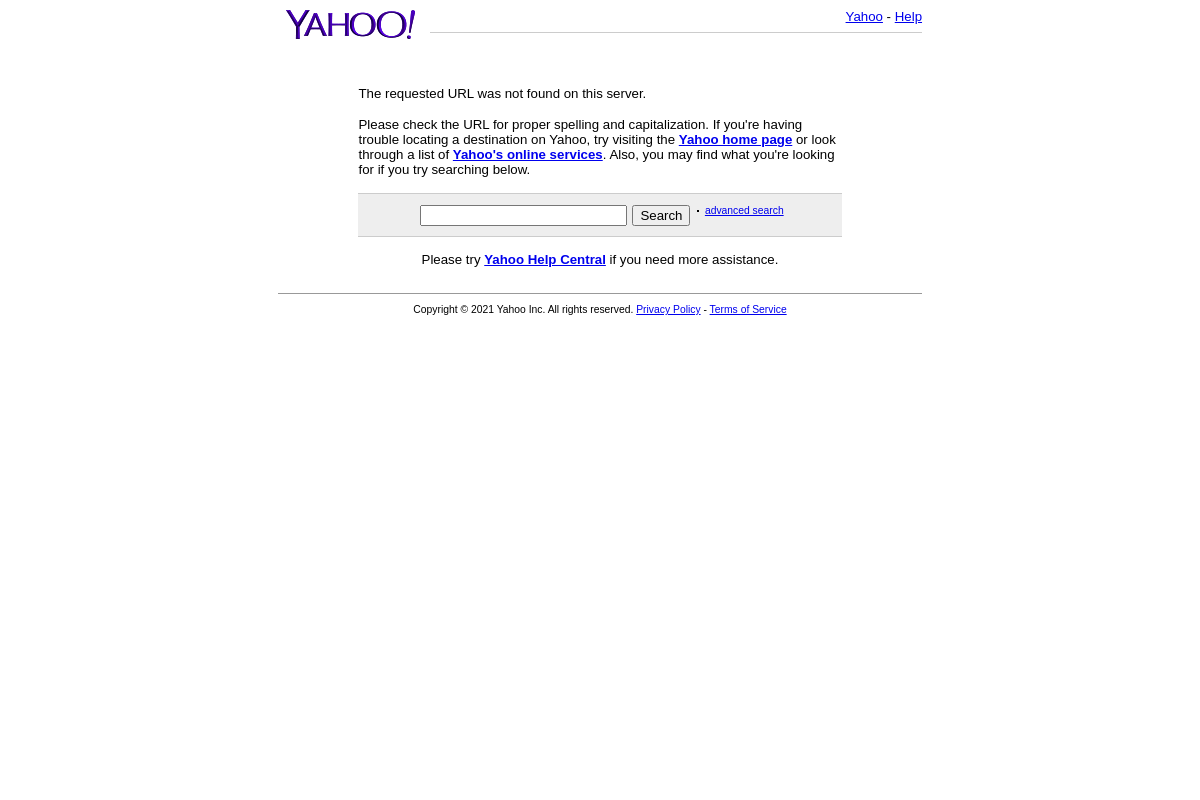 YAHOO!
Yahoo - Help
The requested URL was not found on this server.
Please check the URL for proper spelling and capitalization. If you're having
trouble locating a destination on Yahoo, try visiting the Yahoo home page or look
through a list of Yahoo's online services. Also, you may find what you're looking
for if you try searching below.
Search · advanced search
Please try Yahoo Help Central if you need more assistance.
Copyright © 2021 Yahoo Inc. All rights reserved. Privacy Policy - Terms of Service